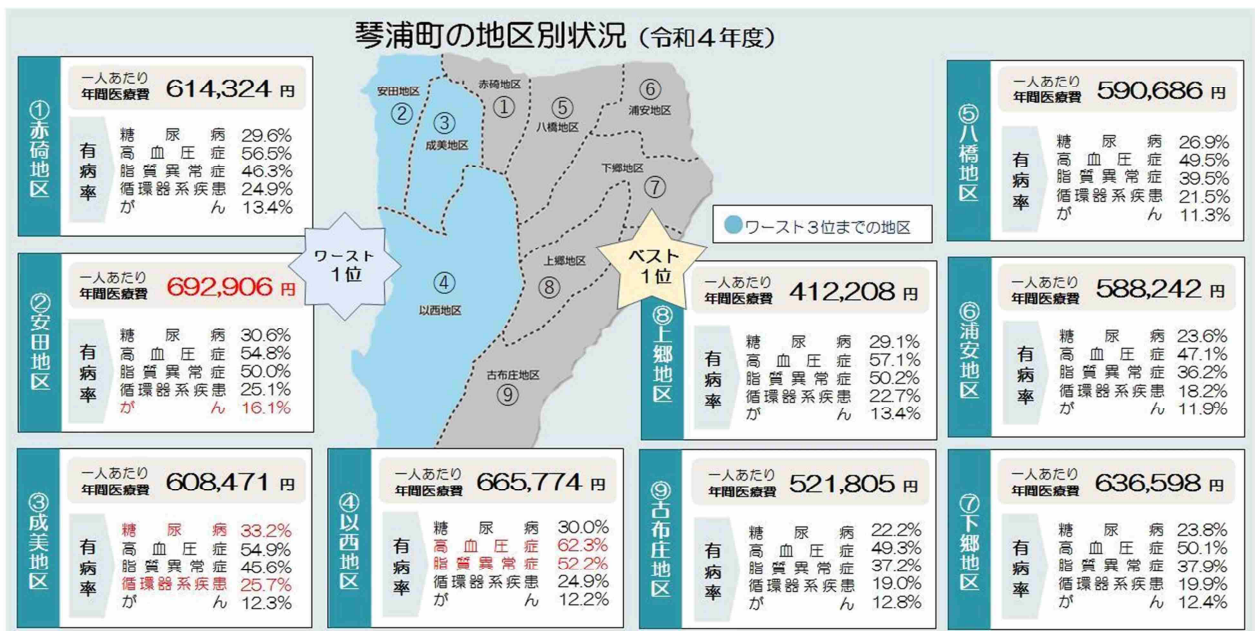 琴浦町の地区別状況（令和４年度）
①赤碕地区
一人あたり
年間医療費 614,324 円
有病率
糖尿病 29.6%
高血圧症 56.5%
脂質異常症 46.3%
循環器系疾患 24.9%
がん 13.4%
②安田地区
一人あたり
年間医療費 692,906 円
有病率
糖尿病 30.6%
高血圧症 54.8%
脂質異常症 50.0%
循環器系疾患 25.1%
がん 16.1%
ワースト
１位
③成美地区
一人あたり
年間医療費 608,471 円
有病率
糖尿病 33.2%
高血圧症 54.9%
脂質異常症 45.6%
循環器系疾患 25.7%
がん 12.3%
④以西地区
一人あたり
年間医療費 665,774 円
有病率
糖尿病 30.0%
高血圧症 62.3%
脂質異常症 52.2%
循環器系疾患 24.9%
がん 12.2%
安田地区
②
③
成美地区
赤碕地区
①
⑤
八橋地区
⑥
浦安地区
下郷地区
⑦
④
以西地区
上郷地区
⑧
古布庄地区
⑨
ワースト３位までの地区
ベスト
１位
⑤八橋地区
一人あたり
年間医療費 590,686 円
有病率
糖尿病 26.9%
高血圧症 49.5%
脂質異常症 39.5%
循環器系疾患 21.5%
がん 11.3%
⑧上郷地区
一人あたり
年間医療費 412,208 円
有病率
糖尿病 29.1%
高血圧症 57.1%
脂質異常症 50.2%
循環器系疾患 22.7%
がん 13.4%
⑥浦安地区
一人あたり
年間医療費 588,242 円
有病率
糖尿病 23.6%
高血圧症 47.1%
脂質異常症 36.2%
循環器系疾患 18.2%
がん 11.9%
⑨古布庄地区
一人あたり
年間医療費 521,805 円
有病率
糖尿病 22.2%
高血圧症 49.3%
脂質異常症 37.2%
循環器系疾患 19.0%
がん 12.8%
⑦下郷地区
一人あたり
年間医療費 636,598 円
有病率
糖尿病 23.8%
高血圧症 50.1%
脂質異常症 37.9%
循環器系疾患 19.9%
がん 12.4%